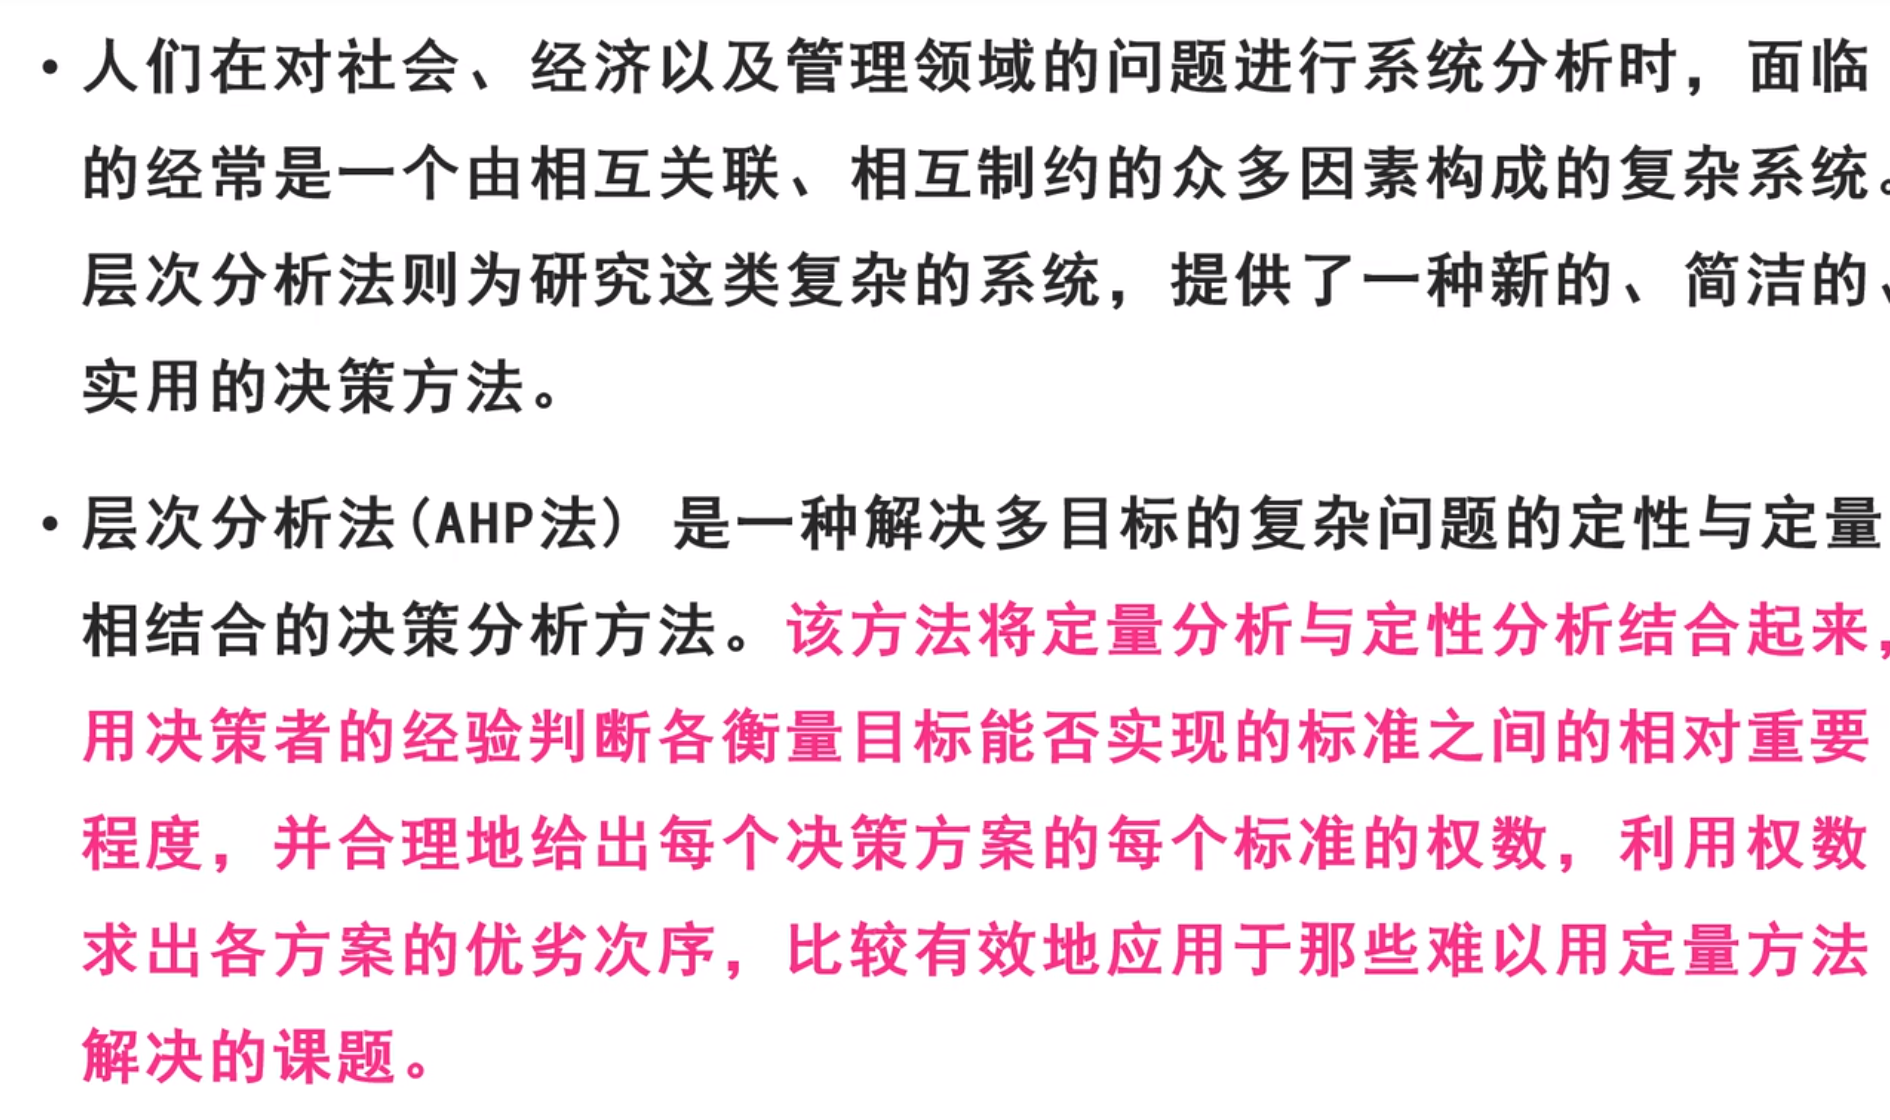 • 人们在对社会、经济以及管理领域的问题进行系统分析时，面临
的经常是一个由相互关联、相互制约的众多因素构成的复杂系统。
层次分析法则为研究这类复杂的系统，提供了一种新的、简洁的、
实用的决策方法。
• 层次分析法(AHP法) 是一种解决多目标的复杂问题的定性与定量
相结合的决策分析方法。该方法将定量分析与定性分析结合起来，
用决策者的经验判断各衡量目标能否实现的标准之间的相对重要
程度，并合理地给出每个决策方案的每个标准的权数，利用权数
求出各方案的优劣次序，比较有效地应用于那些难以用定量方法
解决的课题。